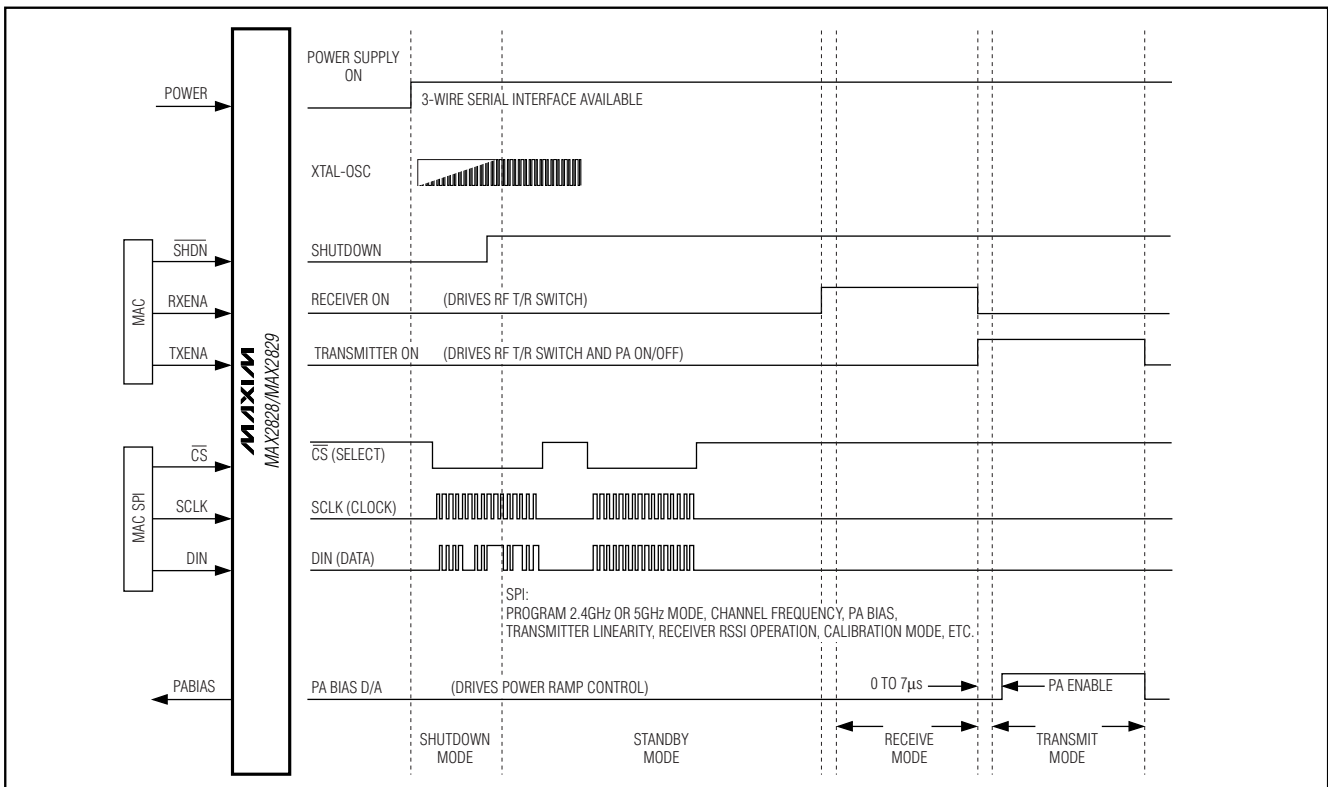 POWER SUPPLY
ON
POWER
3-WIRE SERIAL INTERFACE AVAILABLE
XTAL-OSC
MAC
SHDN
SHUTDOWN
RXENA
RECEIVER ON (DRIVES RF T/R SWITCH)
TXENA
TRANSMITTER ON (DRIVES RF T/R SWITCH AND PA ON/OFF)
MAXIM
MAX2828/MAX2829
MAC SPI
CS
CS (SELECT)
SCLK
SCLK (CLOCK)
DIN
DIN (DATA)
SPI:
PROGRAM 2.4GHz OR 5GHz MODE, CHANNEL FREQUENCY, PA BIAS,
TRANSMITTER LINEARITY, RECEIVER RSSI OPERATION, CALIBRATION MODE, ETC.
PABIAS
PA BIAS D/A (DRIVES POWER RAMP CONTROL)
0 TO 7μs
PA ENABLE
SHUTDOWN
MODE
STANDBY
MODE
RECEIVE
MODE
TRANSMIT
MODE